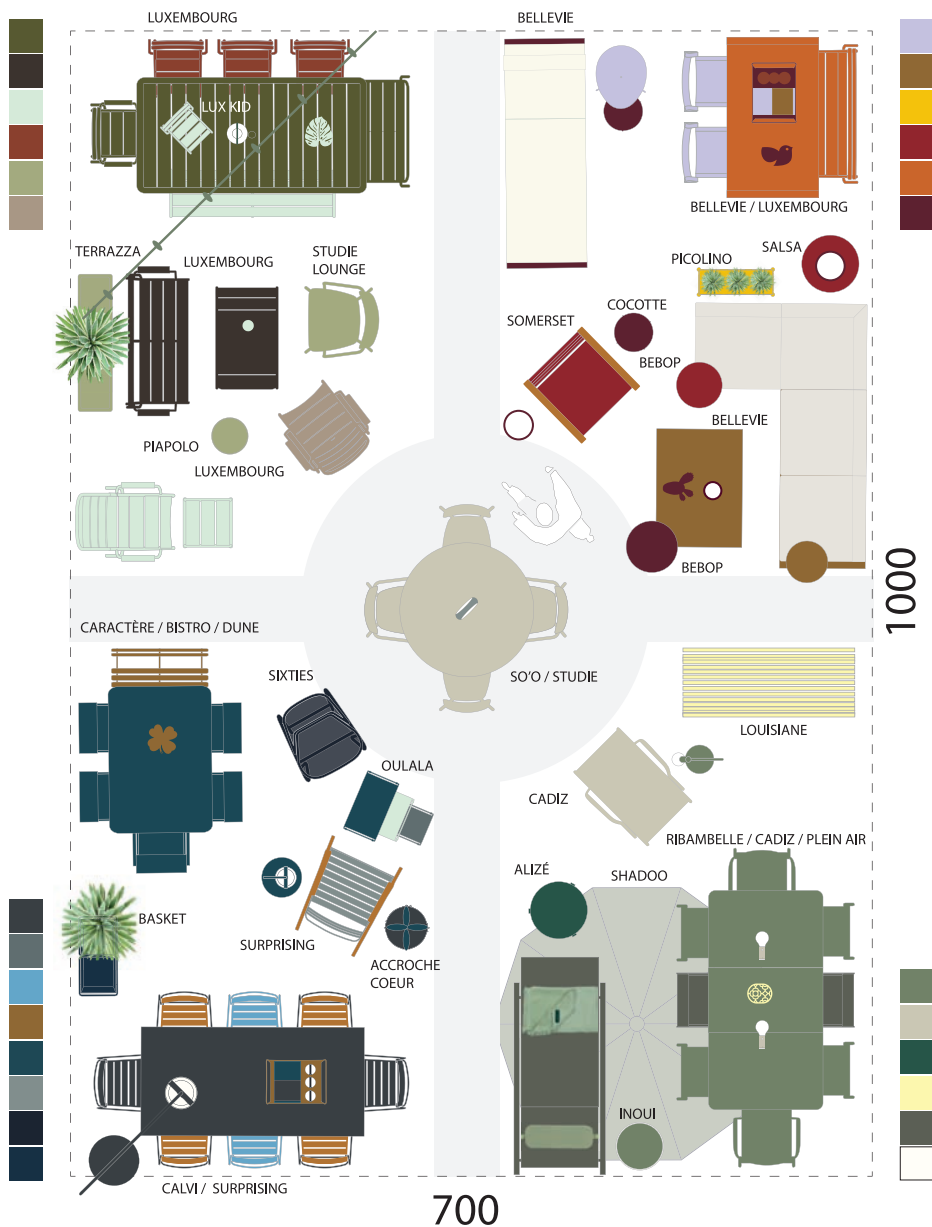 LUXEMBOURG
BELLEVIE
LUX KID
BELLEVIE / LUXEMBOURG
TERRAZZA
LUXEMBOURG
STUDIE
LOUNGE
PICOLINO
SALSA
SOMERSET
COCOTTE
BEBOP
BELLEVIE
PIAPOLO
LUXEMBOURG
BEBOP
1000
CARACTÈRE / BISTRO / DUNE
SIXTIES
SO'O / STUDIE
LOUISIANE
OULALA
CADIZ
RIBAMBELLE / CADIZ / PLEIN AIR
ALIZÉ
SHADOO
BASKET
SURPRISING
ACCROCHE
COEUR
INOUI
CALVI / SURPRISING
700